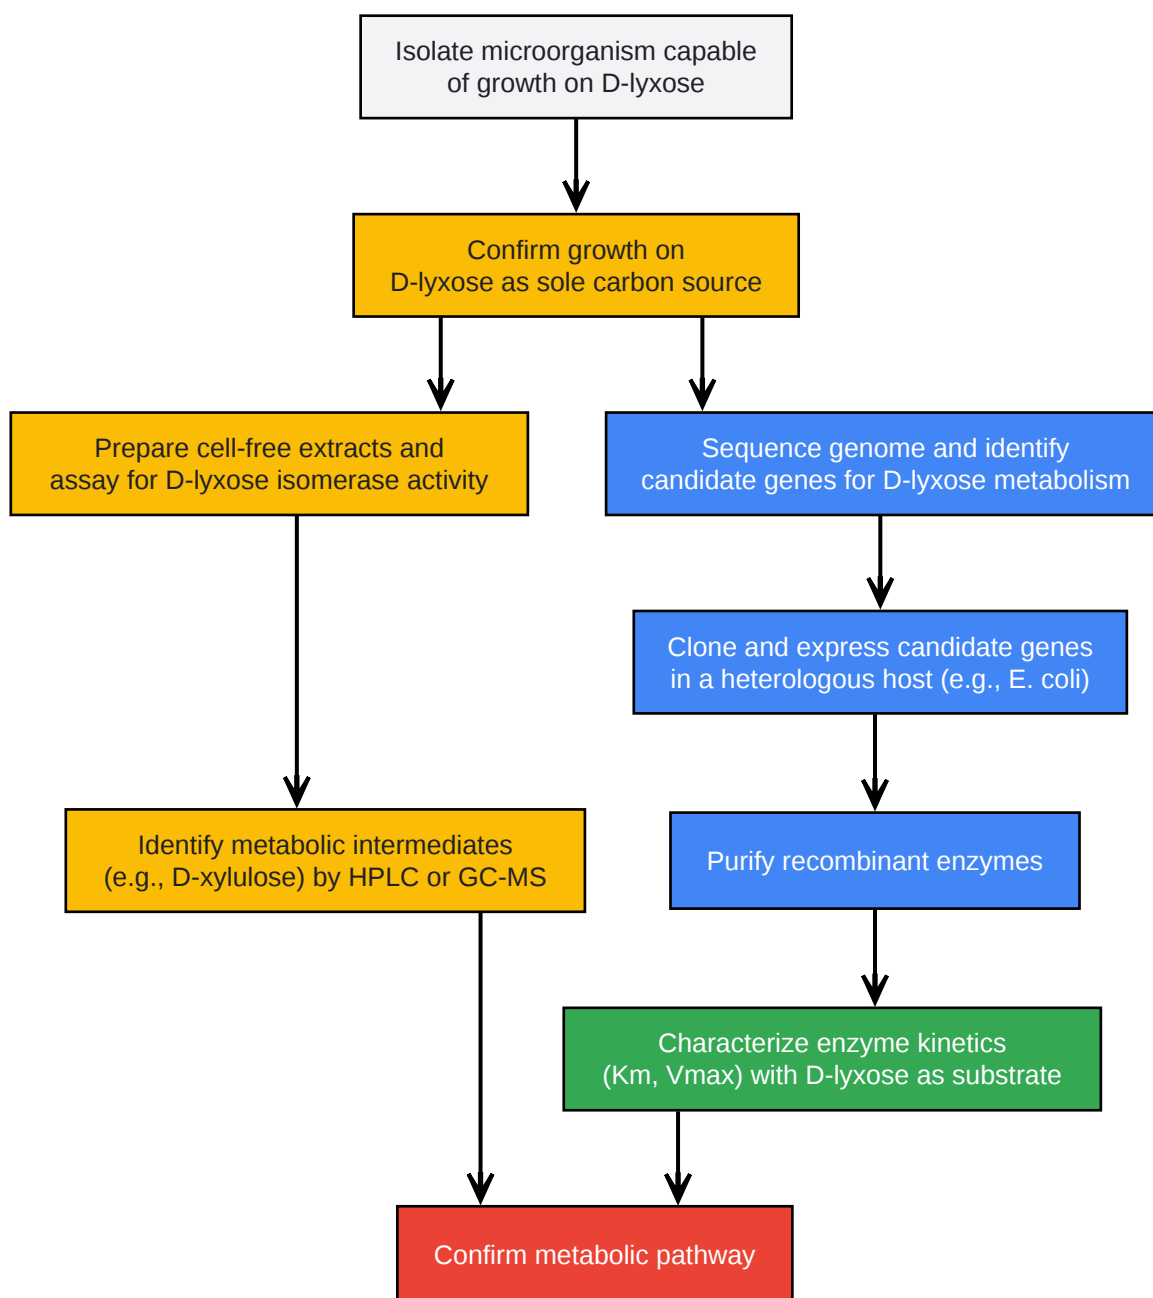 Isolate microorganism capable
of growth on D-lyxose
Confirm growth on
D-lyxose as sole carbon source
Prepare cell-free extracts and
assay for D-lyxose isomerase activity
Sequence genome and identify
candidate genes for D-lyxose metabolism
Clone and express candidate genes
in a heterologous host (e.g., E. coli)
Identify metabolic intermediates
(e.g., D-xylulose) by HPLC or GC-MS
Purify recombinant enzymes
Characterize enzyme kinetics
(Km, Vmax) with D-lyxose as substrate
Confirm metabolic pathway